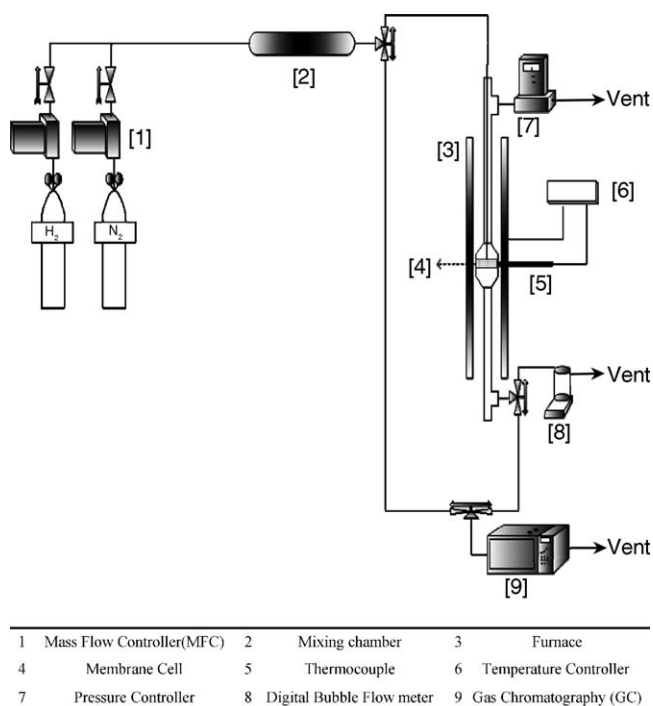 [2]
Vent
[7]
[1]
[3]
[6]
H2
N2
[4]
[5]
Vent
[8]
Vent
[9]
1 Mass Flow Controller(MFC) 2 Mixing chamber 3 Furnace
4 Membrane Cell 5 Thermocouple 6 Temperature Controller
7 Pressure Controller 8 Digital Bubble Flow meter 9 Gas Chromatography (GC)